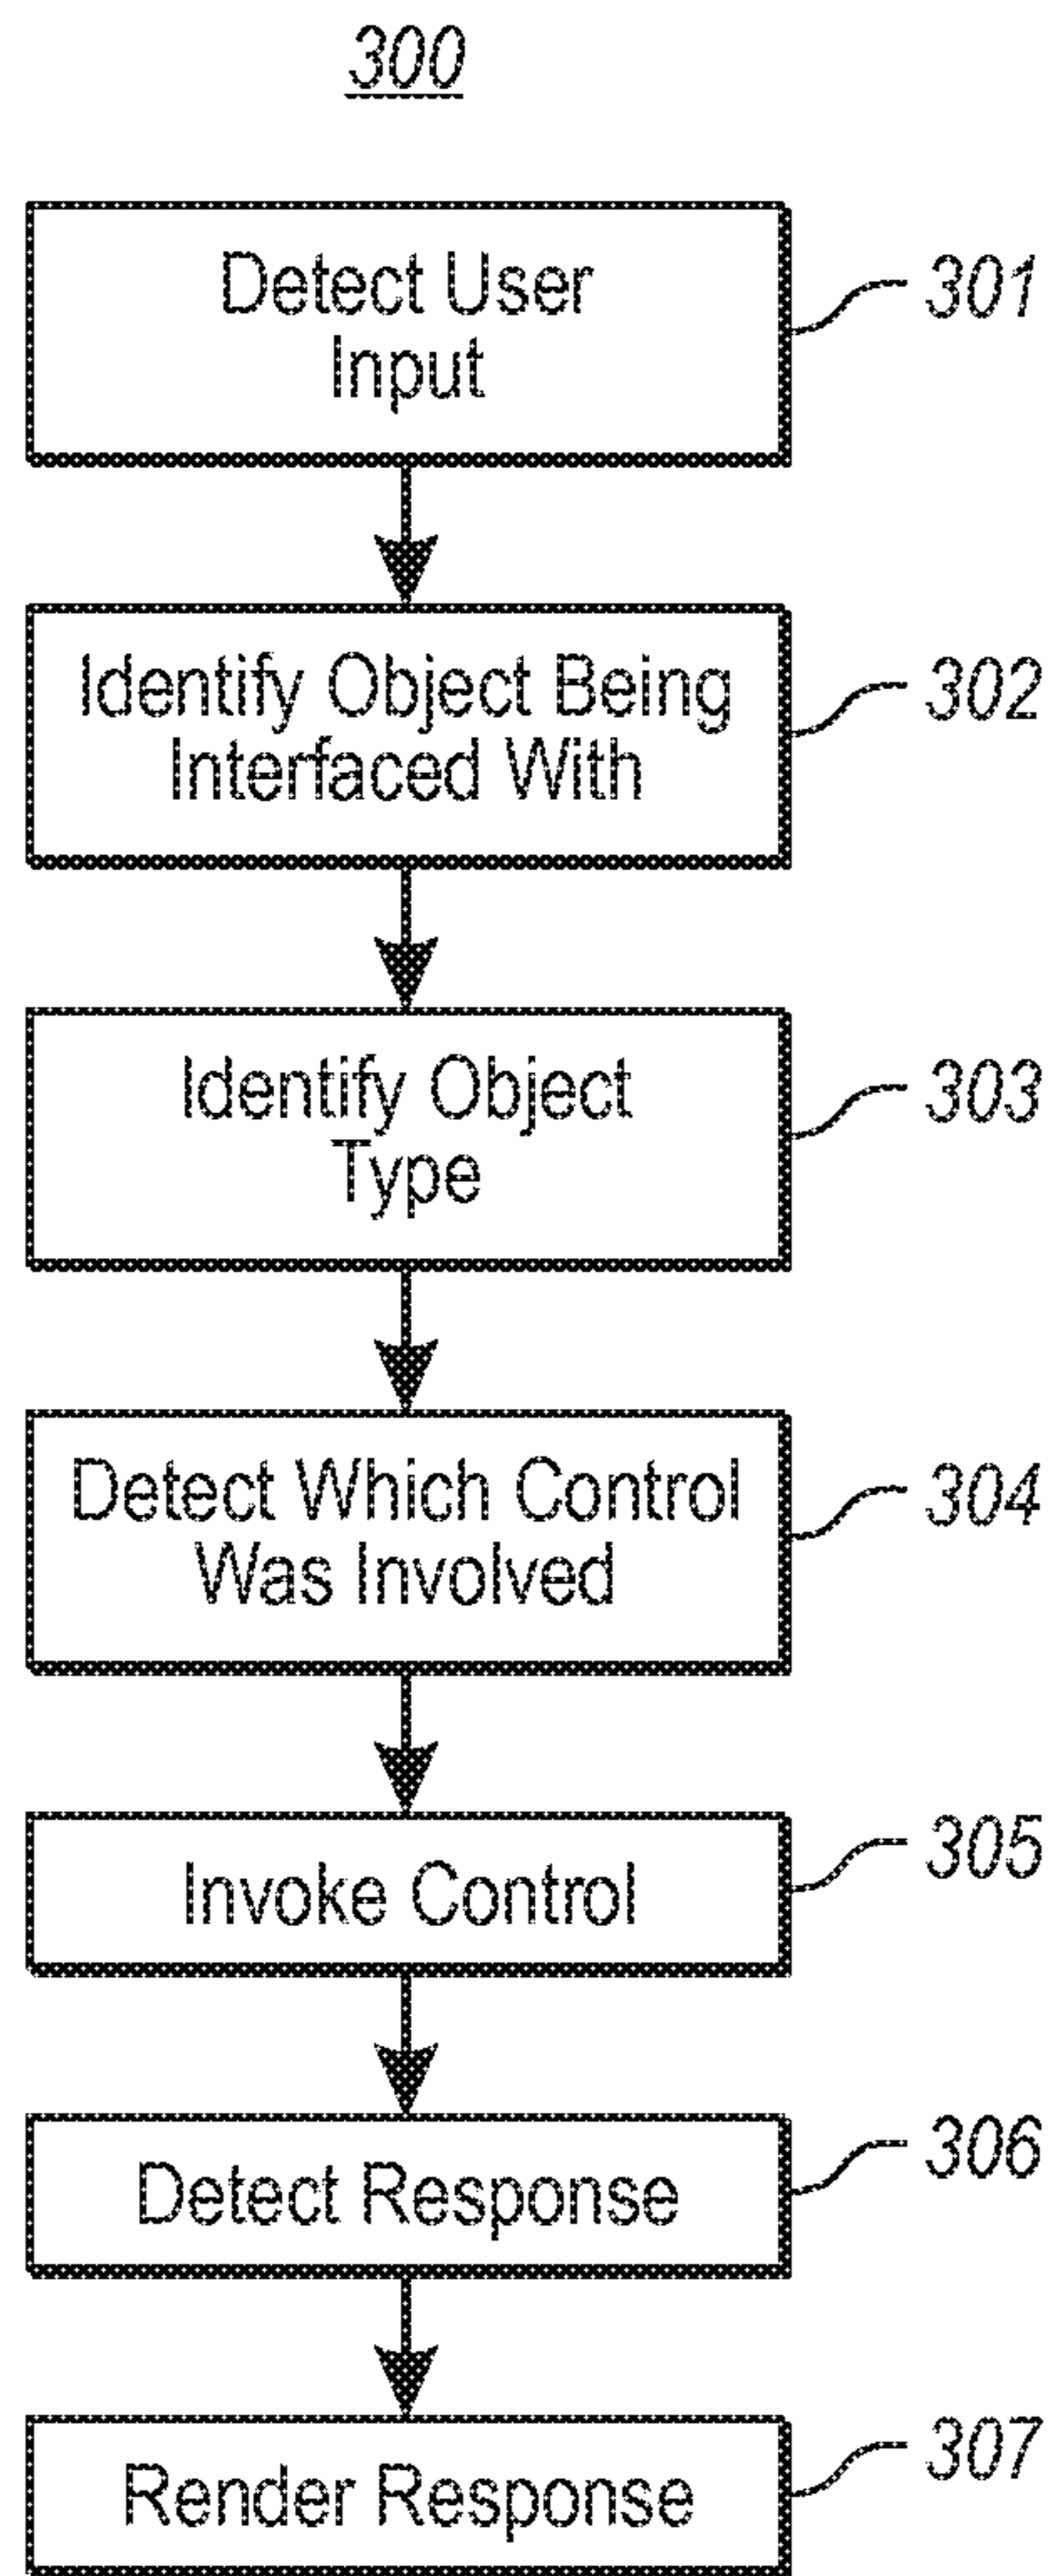 300
Detect User
Input
301
Identify Object Being
Interfaced With
302
Identify Object
Type
303
Detect Which Control
Was Involved
304
Invoke Control
305
Detect Response
306
Render Response
307